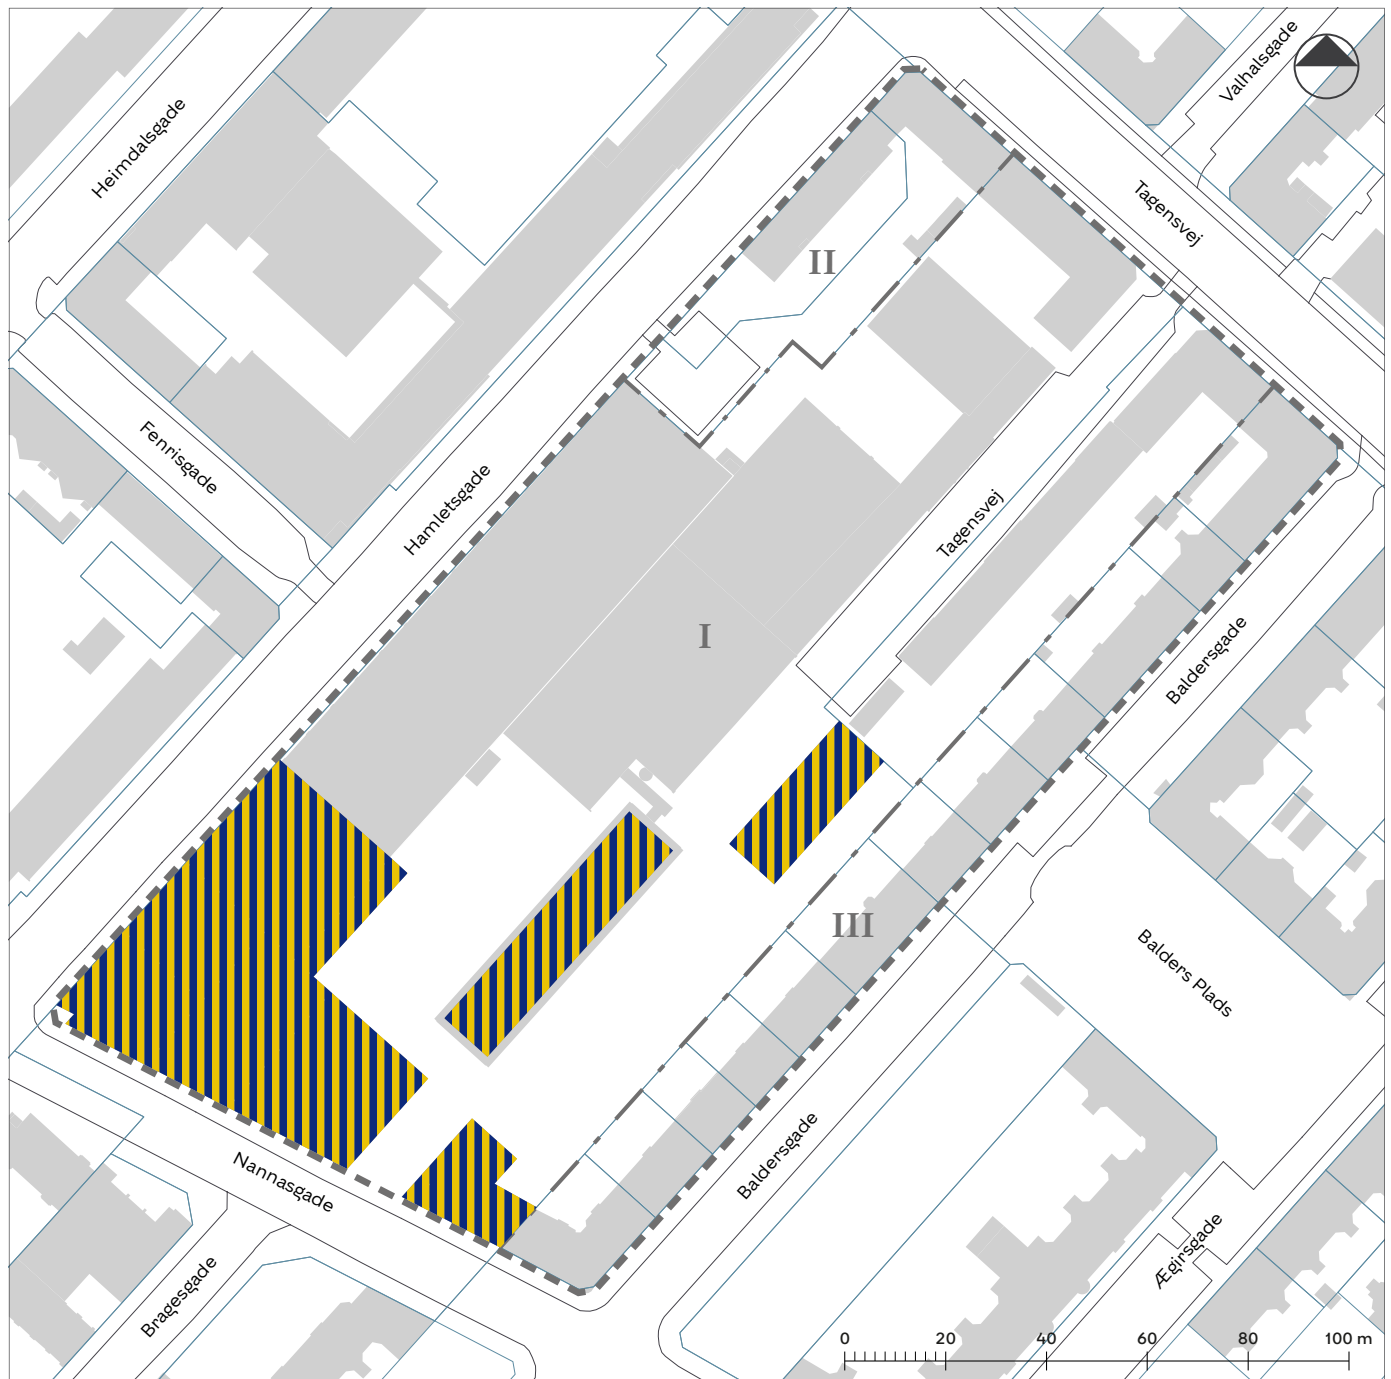 Valhalsgade
Heimdalsgade
Tagensvej
II
Fenrisgade
Hamletsgade
Tagensvej
I
Baldersgade
III
Balders Plads
Nannasgade
Baldersgade
Ægirsgade
Bragesgade
0 20 40 60 80 100 m